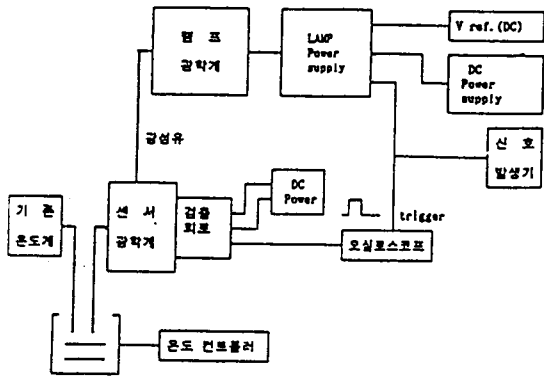 램 프
광학계
LAMP
Power
supply
V ref.(DC)
DC
Power
supply
신 호
발생기
광섬유
기 존
온도계
센 서
광학계
검출
회로
DC
Power
trigger
오실로스코프
온도 컨트롤러